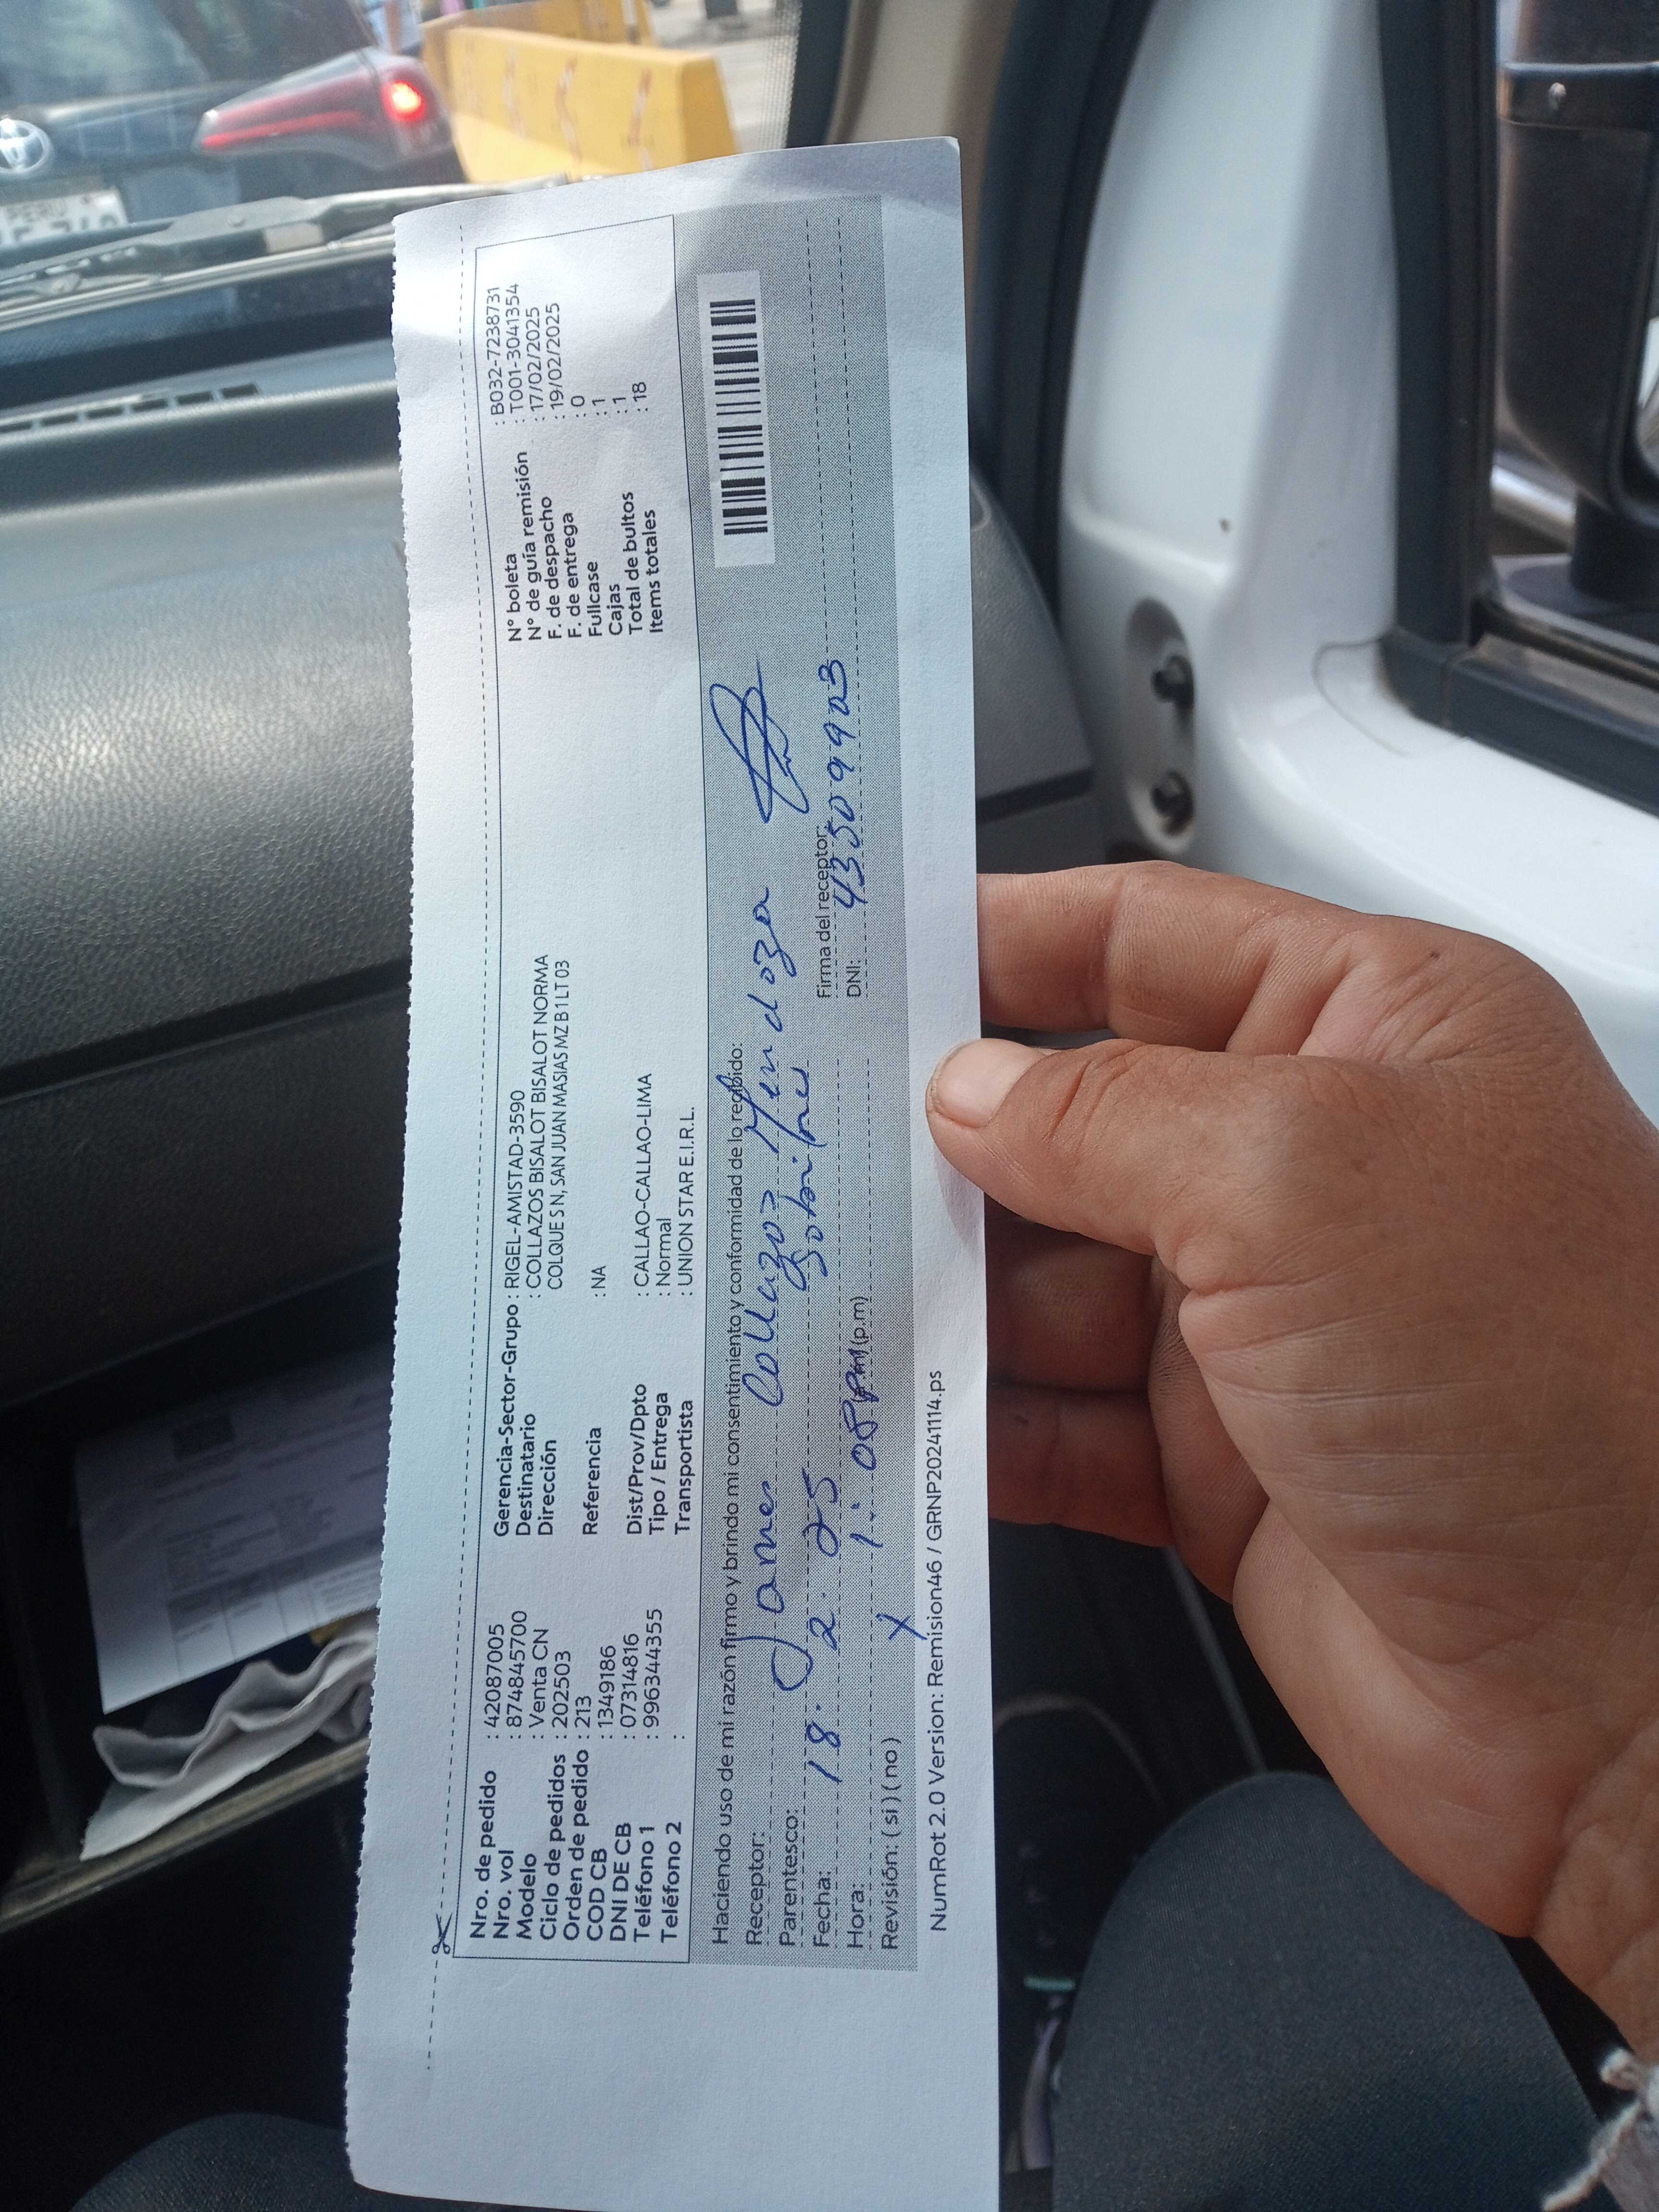 Nro. de pedido : 42087005
Nro. vol : 874845700
Modelo : Venta CN
Ciclo de pedidos : 202503
Orden de pedido : 213
COD CB : 1349186
DNI DE CB : 07314816
Teléfono 1 : 996344355
Teléfono 2 :
Gerencia-Sector-Grupo : RIGEL-AMISTAD-3590
Destinatario : COLLAZOS BISALOT BISALOT NORMA
Dirección COLQUE S N, SAN JUAN MASIAS MZ B 1 LT 03
Referencia : NA
Dist/Prov/Dpto : CALLAO-CALLAO-LIMA
Tipo / Entrega : Normal
Transportista : UNION STAR E.I.R.L.
N° boleta : B032-7238731
N° de guía remisión : T001-3041354
F. de despacho : 17/02/2025
F. de entrega : 19/02/2025
Fullcase : 0
Cajas : 1
Total de bultos : 1
Items totales : 18
Haciendo uso de mi razón firmo y brindo mi consentimiento y conformidad de lo recibido:
Receptor: James Collazos Mendoza
Parentesco: Sobrino
Fecha: 18. 2. 25
Firma del receptor:
Hora: 1:08 pm (p.m)
DNI: 43509903
Revisión: ( si ) ( no ) X
NumRot 2.0 Version: Remision46 / GRNP20241114.ps
PERU